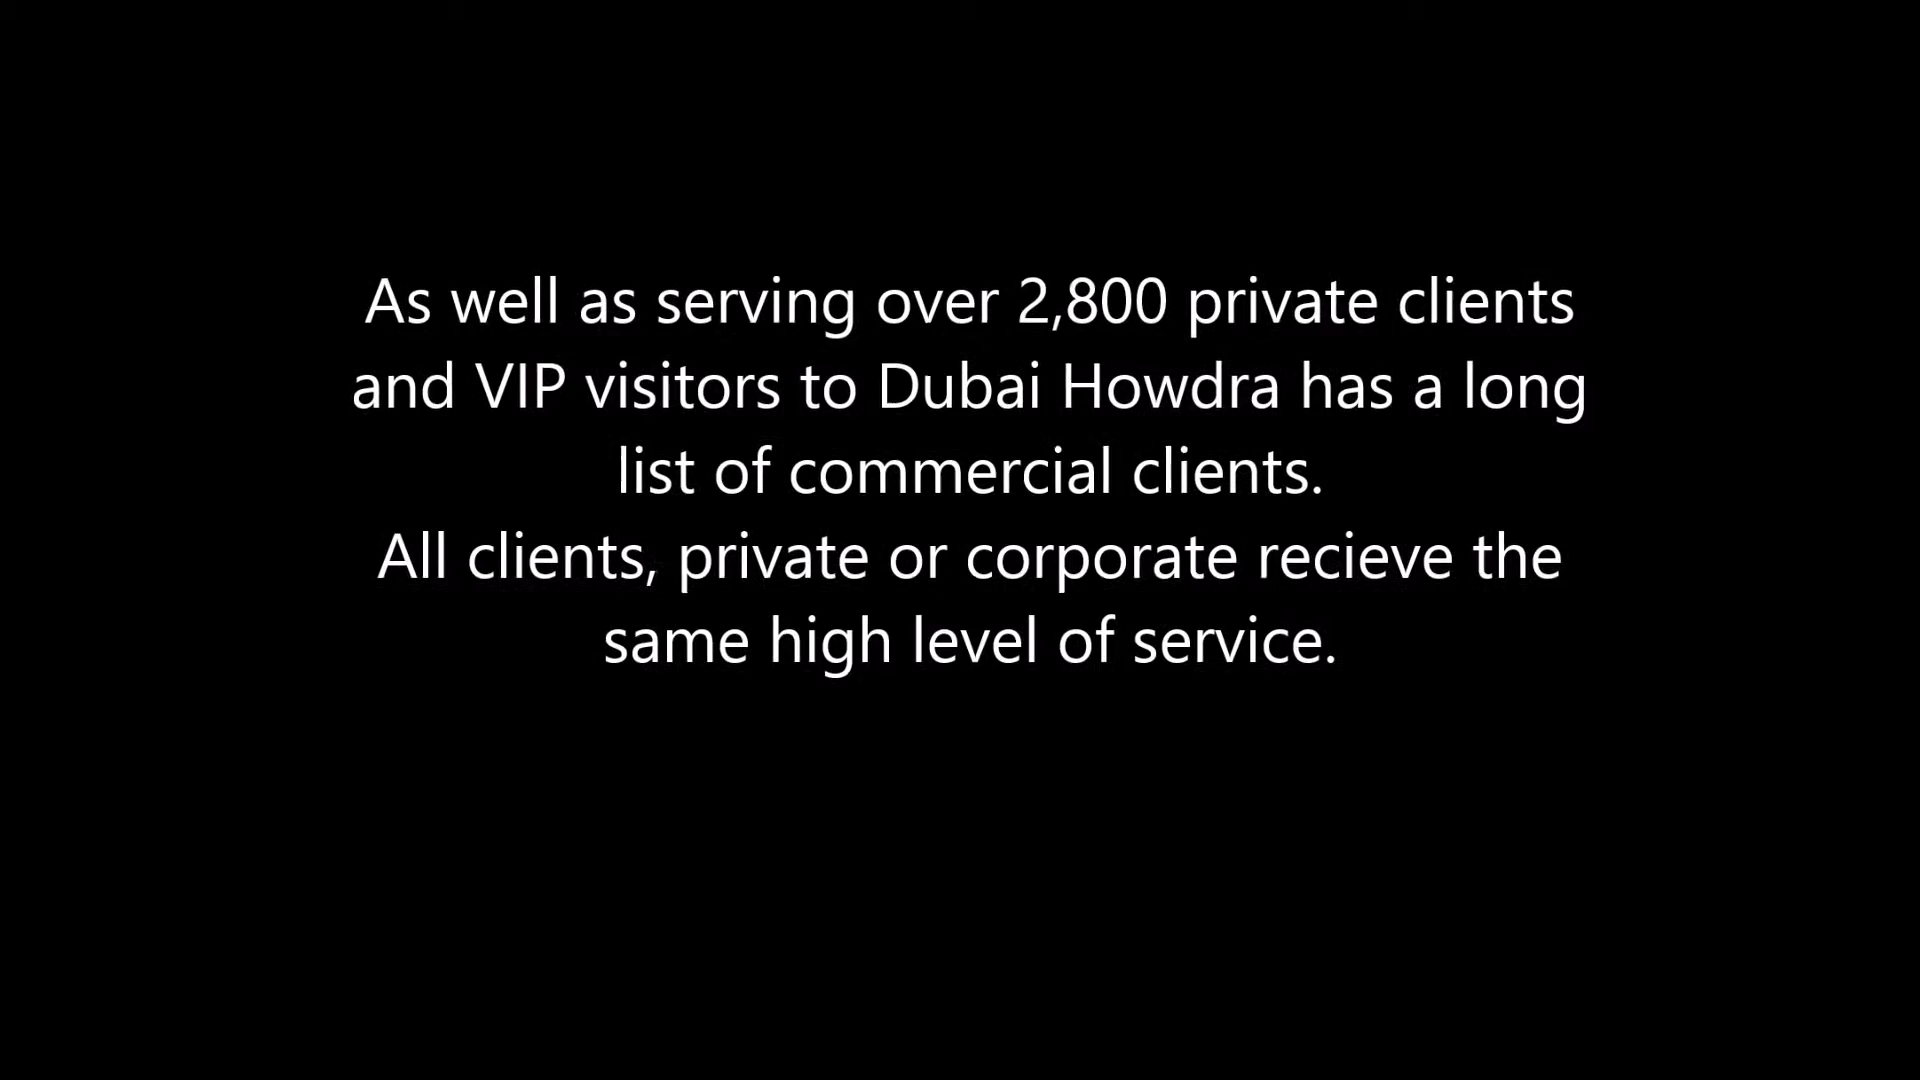 As well as serving over 2,800 private clients
and VIP visitors to Dubai Howdra has a long
list of commercial clients.
All clients, private or corporate recieve the
same high level of service.